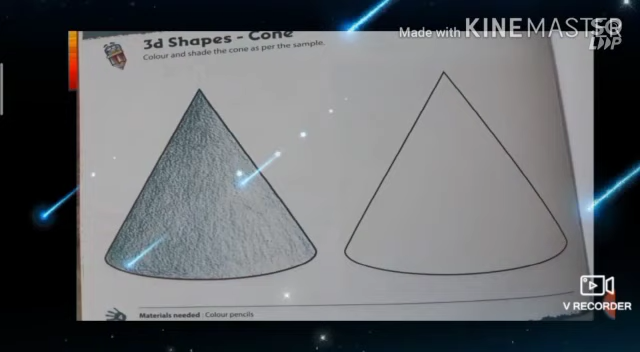 Made with KINEMASTER
3d Shapes - Cone
Colour and shade the cone as per the sample.
V RECORDER
Materials needed : Colour pencils